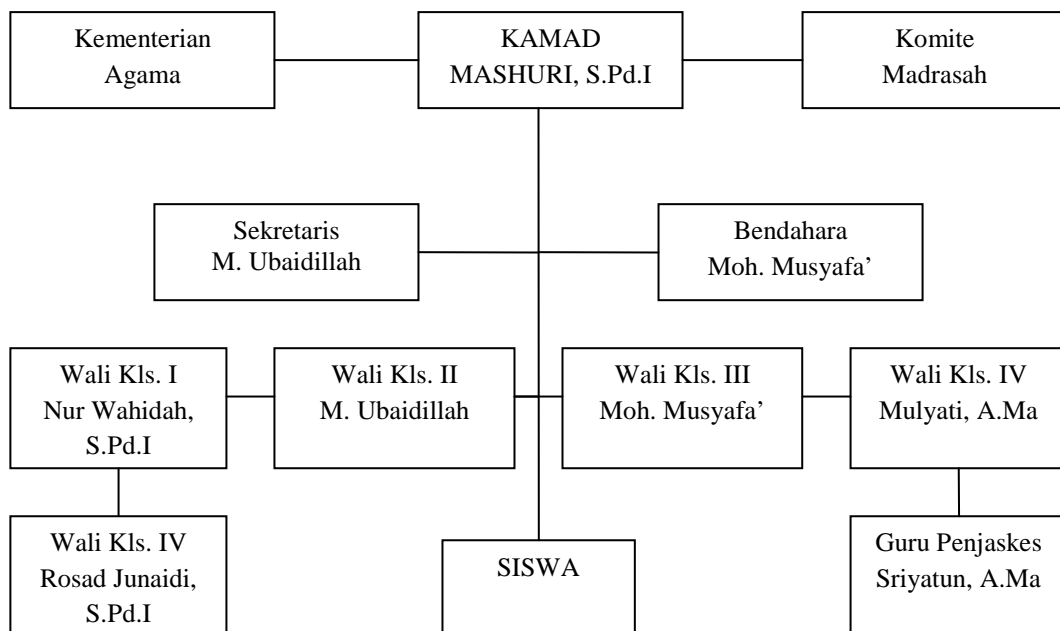 Kementerian
Agama
KAMAD
MASHURI, S.Pd.I
Komite
Madrasah
Sekretaris
M. Ubaidillah
Bendahara
Moh. Musyafa’
Wali Kls. I
Nur Wahidah,
S.Pd.I
Wali Kls. II
M. Ubaidillah
Wali Kls. III
Moh. Musyafa’
Wali Kls. IV
Mulyati, A.Ma
Wali Kls. IV
Rosad Junaidi,
S.Pd.I
SISWA
Guru Penjaskes
Sriyatun, A.Ma